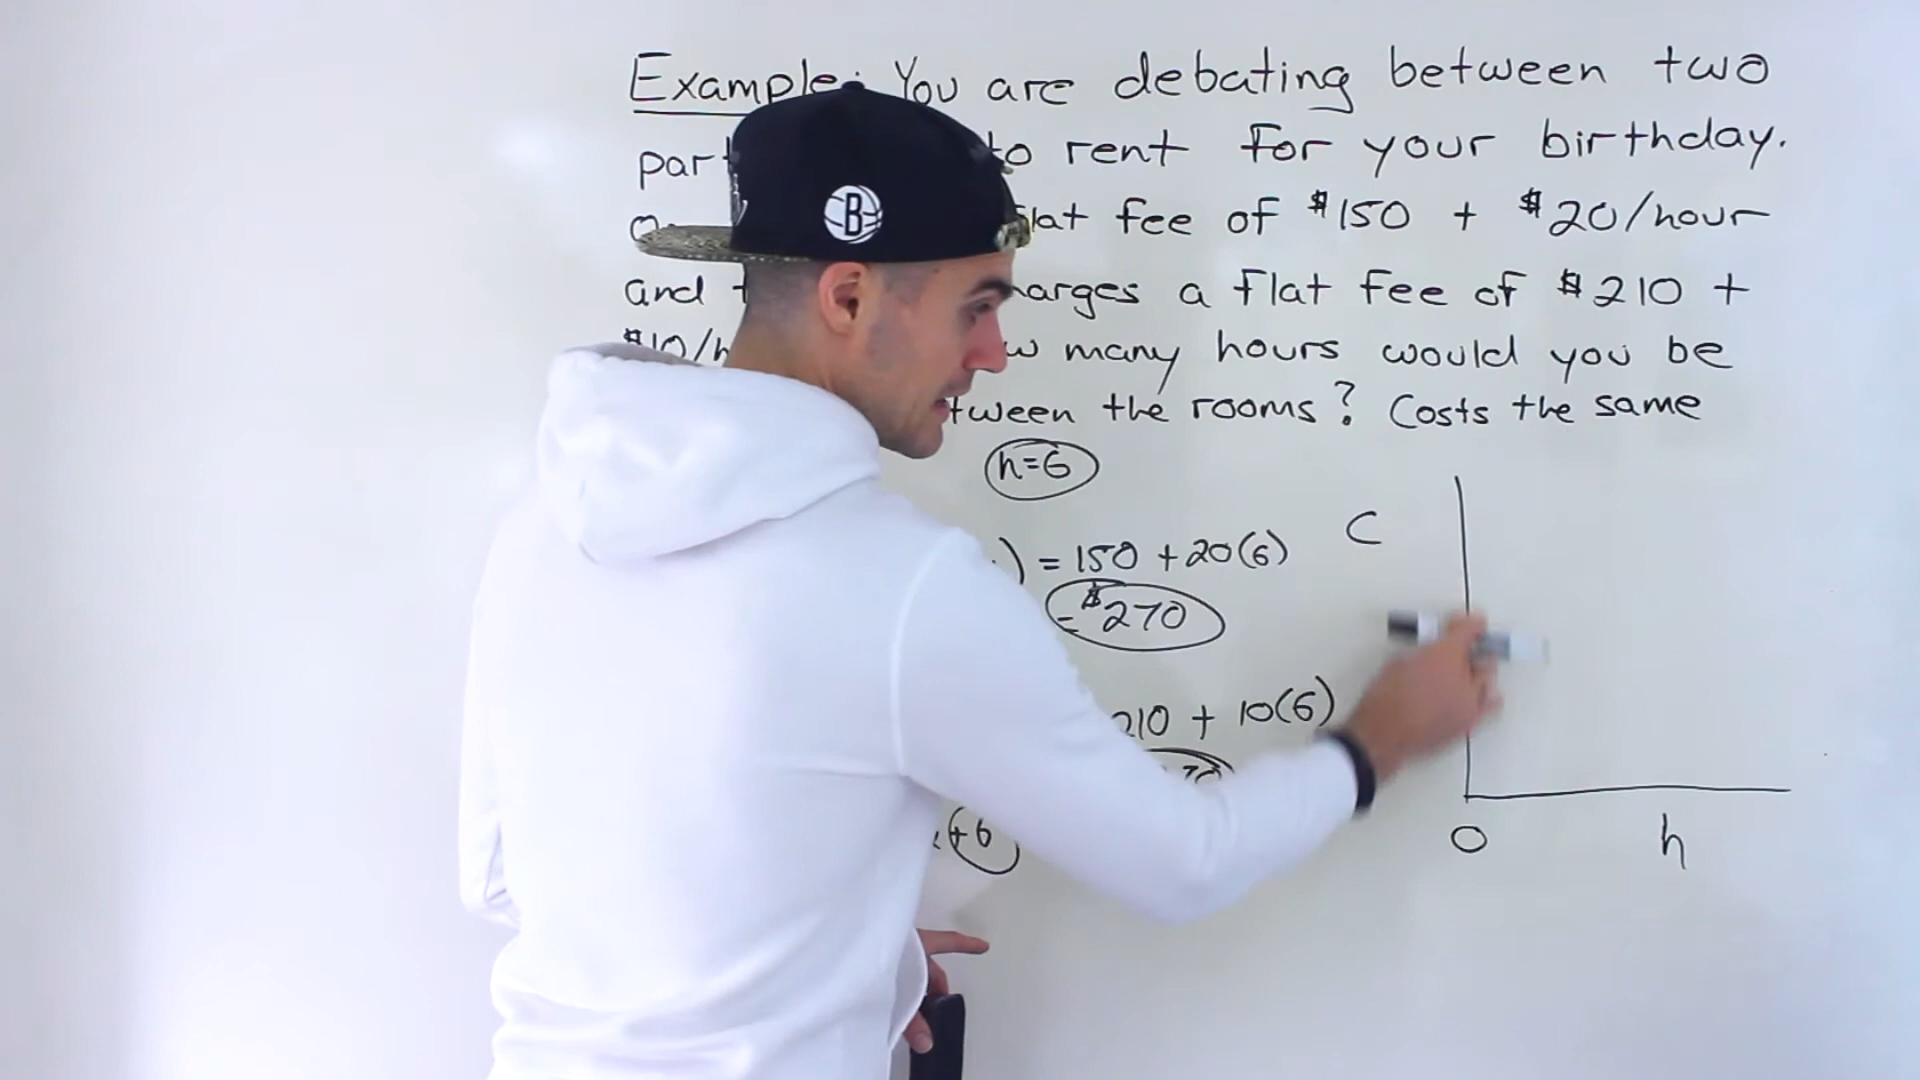 Example: You are debating between two
to rent for your birthday.
flat fee of $150 + $20/hour
and charges a flat fee of $210 +
$10/h many hours would you be
between the rooms? Costs the same
h=6
= 150 + 20(6)
C
= $270
210 + 10(6)
+6
0 h
B